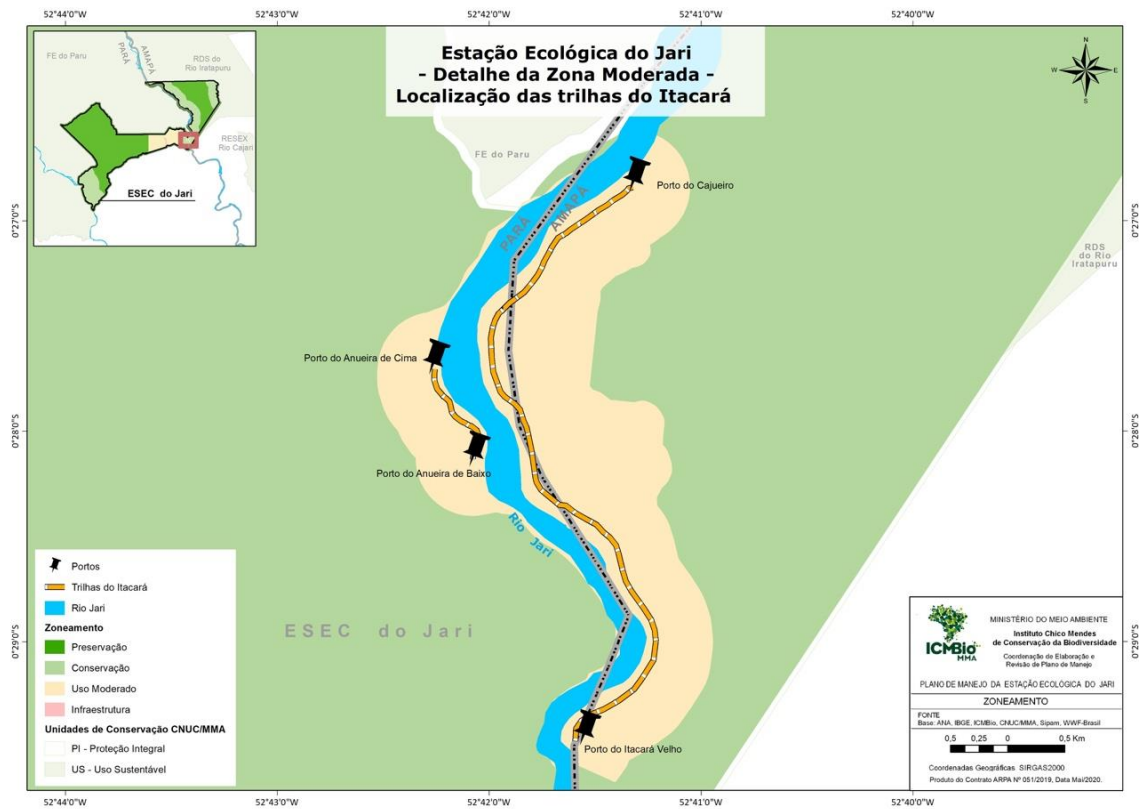 52°44'0"W
52°43'0"W
52°42'0"W
52°41'0"W
52°40'0"W
Estação Ecológica do Jari
- Detalhe da Zona Moderada -
Localização das trilhas do Itacará
N
W
E
S
FE do Paru
PARÁ
AMAPÁ
RDS do
Rio Iratapuru
RESEX
Rio Cajari
ESEC do Jari
FE do Paru
Porto do Cajueiro
PARÁ
AMAPÁ
0°27'0"S
0°27'0"S
RDS
do Rio
Iratapuru
Porto do Anueira de Cima
0°28'0"S
0°28'0"S
Porto do Anueira de Baixo
Rio Jari
ESEC do Jari
0°29'0"S
0°29'0"S
Porto do Itacará Velho
Portos
Trilhas do Itacará
Rio Jari
Zoneamento
Preservação
Conservação
Uso Moderado
Infraestrutura
Unidades de Conservação CNUC/MMA
PI - Proteção Integral
US - Uso Sustentável
ICMBio
MMA
MINISTÉRIO DO MEIO AMBIENTE
Instituto Chico Mendes
de Conservação da Biodiversidade
Coordenação de Elaboração e
Revisão de Plano de Manejo
PLANO DE MANEJO DA ESTAÇÃO ECOLÓGICA DO JARI
ZONEAMENTO
FONTE
Base: ANA, IBGE, ICMBio, CNUC/MMA, Sipam, WWF-Brasil
0,5 0,25 0 0,5 Km
Coordenadas Geográficas SIRGAS2000
Produto do Contrato ARPA Nº 051/2019, Data Mai/2020.
52°44'0"W
52°43'0"W
52°42'0"W
52°41'0"W
52°40'0"W